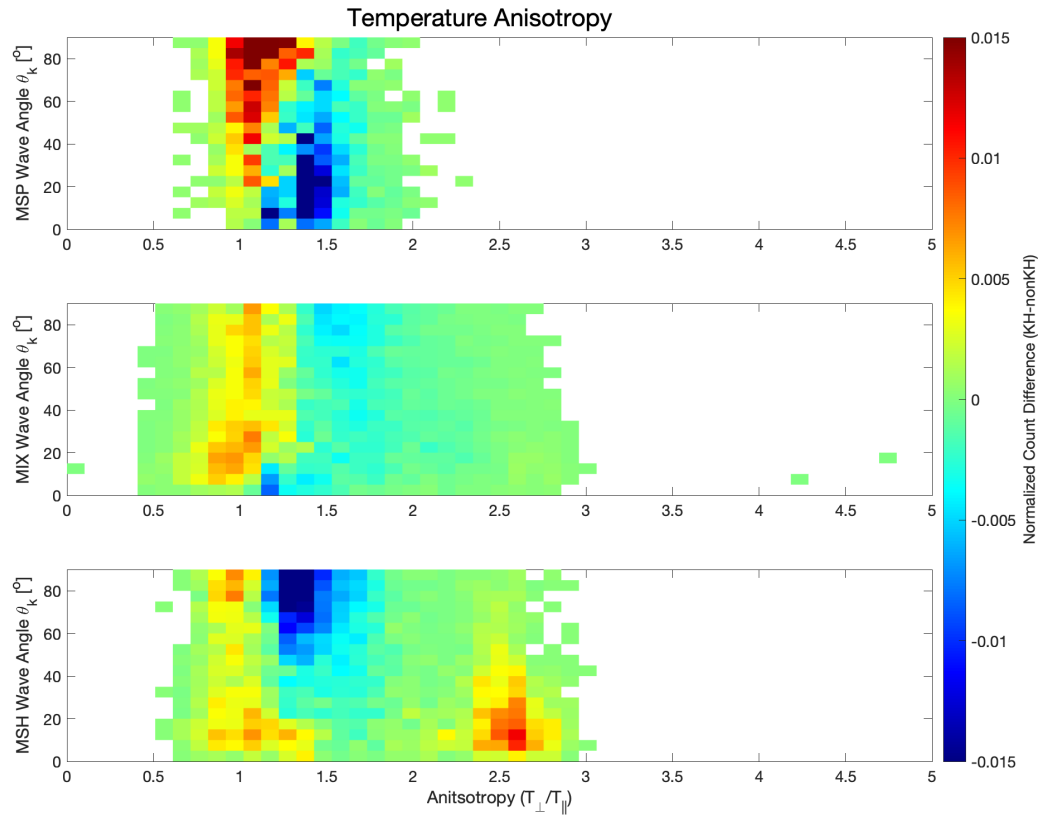 Temperature Anisotropy
MSP Wave Angle θk [o]
80
60
40
20
0
0 0.5 1 1.5 2 2.5 3 3.5 4 4.5 5
MIX Wave Angle θk [o]
80
60
40
20
0
0 0.5 1 1.5 2 2.5 3 3.5 4 4.5 5
MSH Wave Angle θk [o]
80
60
40
20
0
0 0.5 1 1.5 2 2.5 3 3.5 4 4.5 5
Anitsotropy (T⊥/T||)
0.015
0.01
0.005
0
-0.005
-0.01
-0.015
Normalized Count Difference (KH-nonKH)